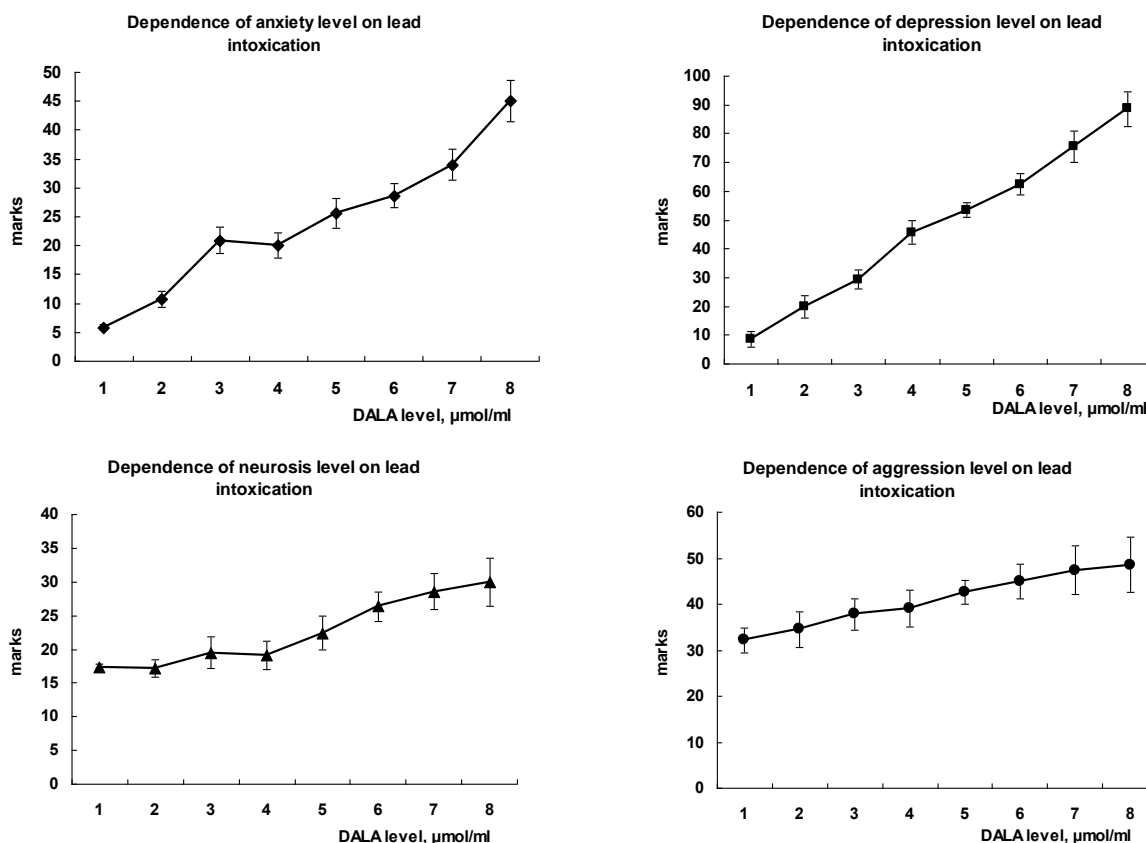 Dependence of anxiety level on lead
intoxication
50
45
40
35
30
25
20
15
10
5
0
marks
1 2 3 4 5 6 7 8
DALA level, µmol/ml
Dependence of depression level on lead
intoxication
100
90
80
70
60
50
40
30
20
10
0
marks
1 2 3 4 5 6 7 8
DALA level, µmol/ml
Dependence of neurosis level on lead
intoxication
40
35
30
25
20
15
10
5
0
marks
1 2 3 4 5 6 7 8
DALA level, µmol/ml
Dependence of aggression level on lead
intoxication
60
50
40
30
20
10
0
marks
1 2 3 4 5 6 7 8
DALA level, µmol/ml